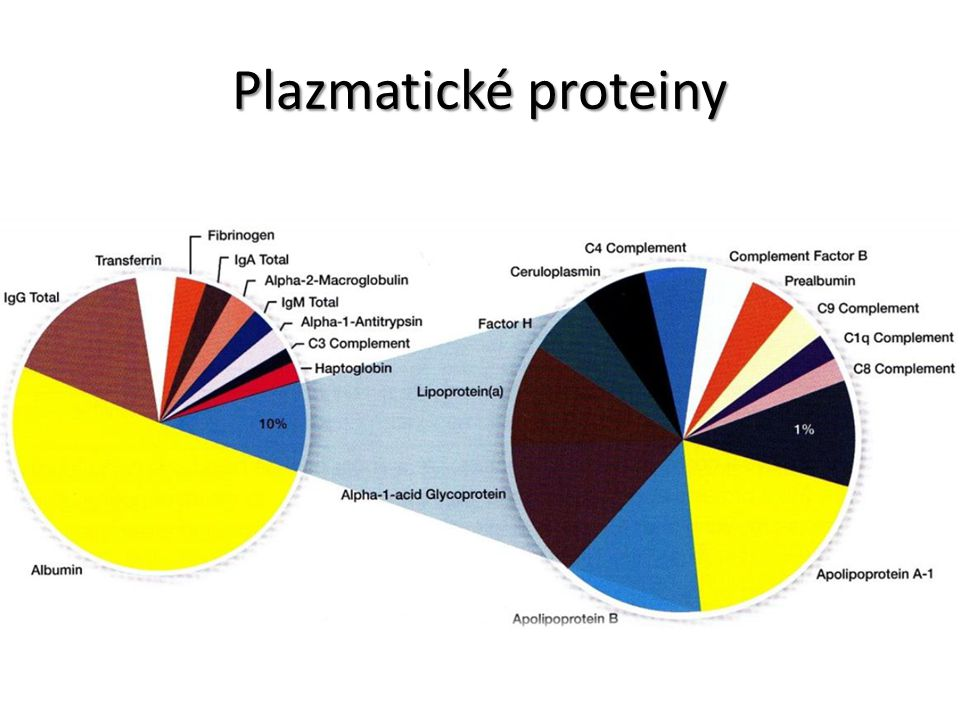 Plazmatické proteiny
Fibrinogen
Transferrin
IgA Total
Alpha-2-Macroglobulin
IgG Total
IgM Total
Alpha-1-Antitrypsin
C3 Complement
Haptoglobin
10%
Albumin
C4 Complement
Complement Factor B
Ceruloplasmin
Prealbumin
C9 Complement
Factor H
C1q Complement
C8 Complement
Lipoprotein(a)
1%
Alpha-1-acid Glycoprotein
Apolipoprotein A-1
Apolipoprotein B